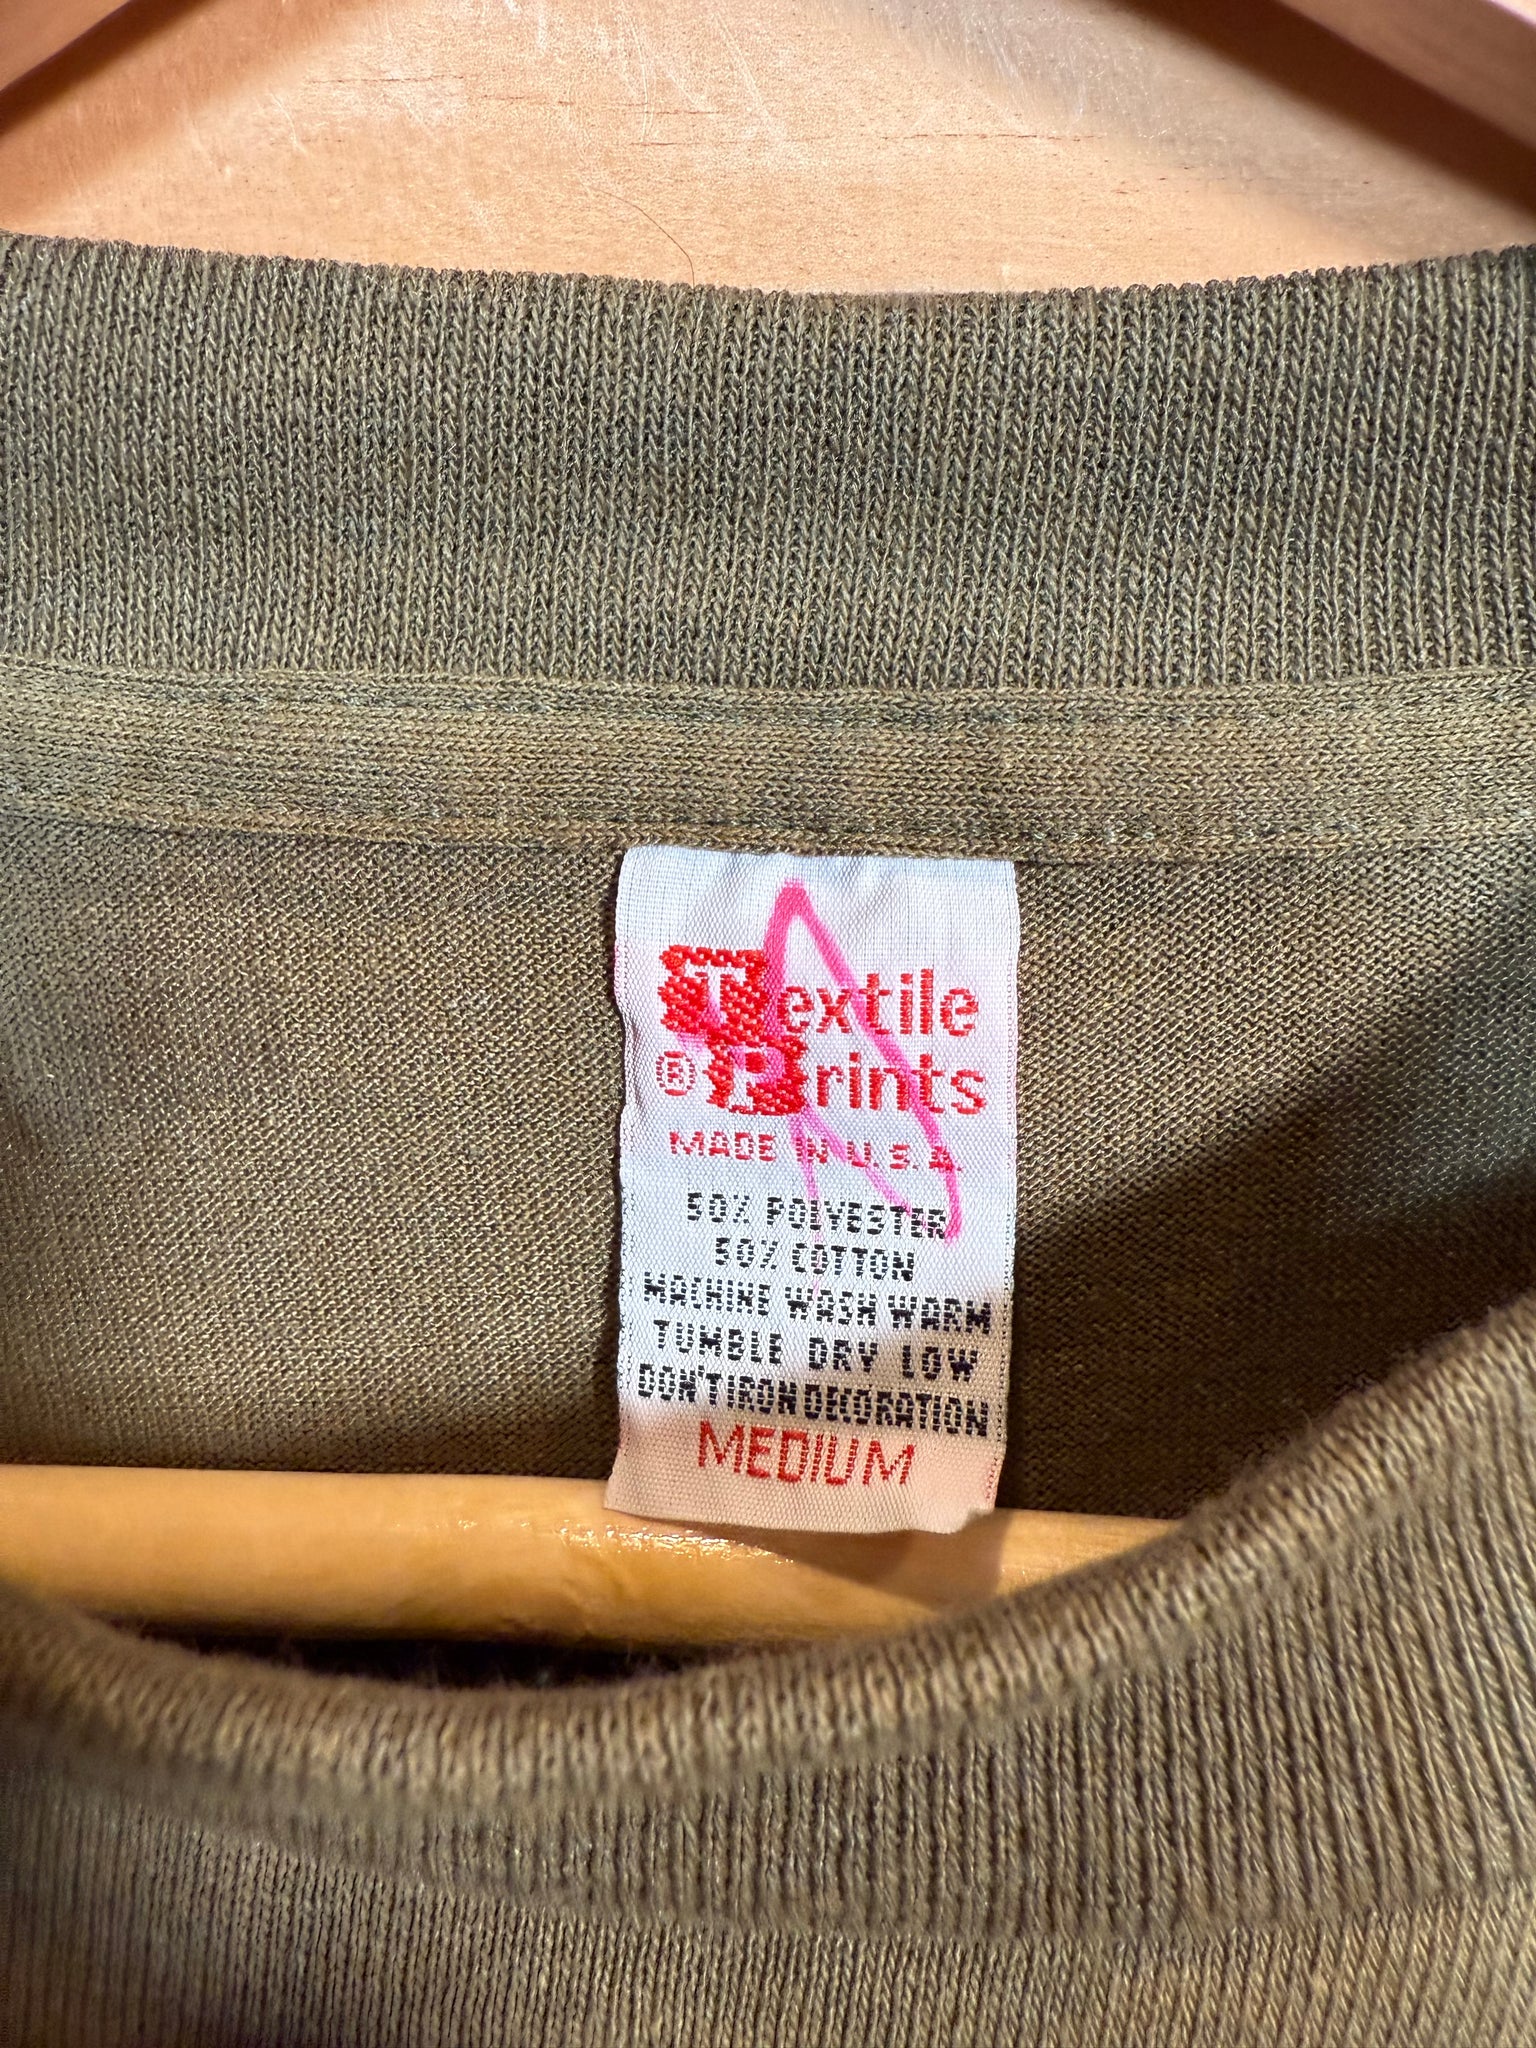 Textile
® Prints
MADE IN U.S.A.
50% POLYESTER
50% COTTON
MACHINE WASH WARM
TUMBLE DRY LOW
DON'T IRON DECORATION
MEDIUM